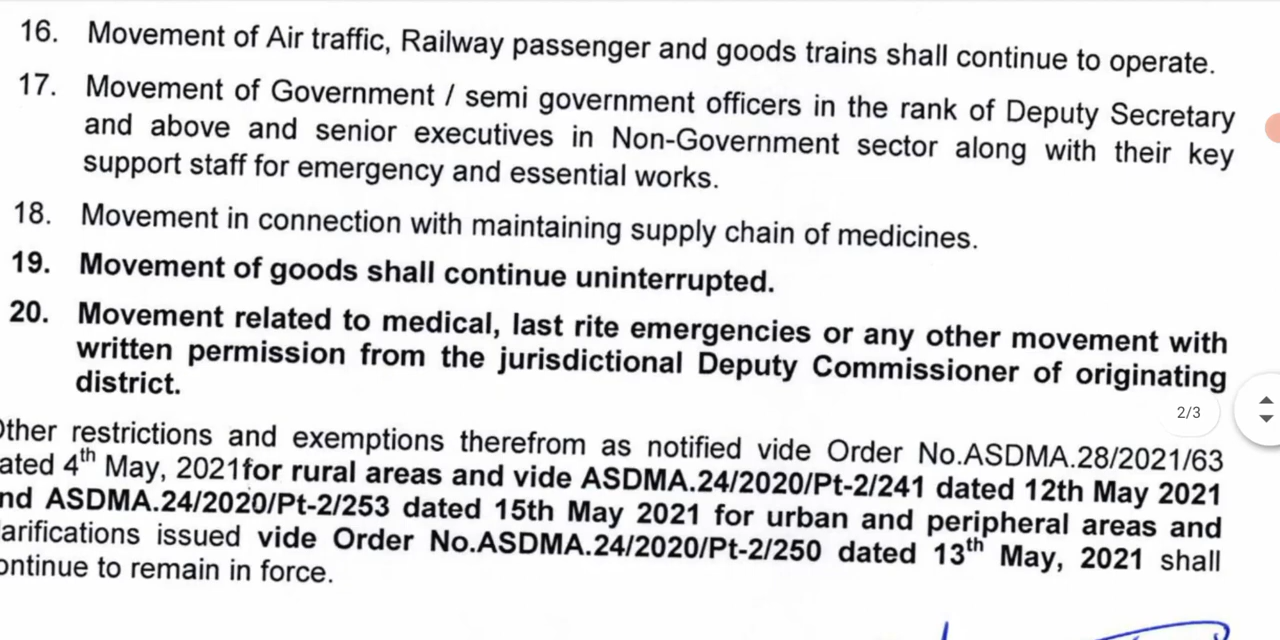 16. Movement of Air traffic, Railway passenger and goods trains shall continue to operate.
17. Movement of Government / semi government officers in the rank of Deputy Secretary
and above and senior executives in Non-Government sector along with their key
support staff for emergency and essential works.
18. Movement in connection with maintaining supply chain of medicines.
19. Movement of goods shall continue uninterrupted.
20. Movement related to medical, last rite emergencies or any other movement with
written permission from the jurisdictional Deputy Commissioner of originating
district.
2/3
Other restrictions and exemptions therefrom as notified vide Order No.ASDMA.28/2021/63
ated 4th May, 2021for rural areas and vide ASDMA.24/2020/Pt-2/241 dated 12th May 2021
nd ASDMA.24/2020/Pt-2/253 dated 15th May 2021 for urban and peripheral areas and
larifications issued vide Order No.ASDMA.24/2020/Pt-2/250 dated 13th May, 2021 shall
ontinue to remain in force.